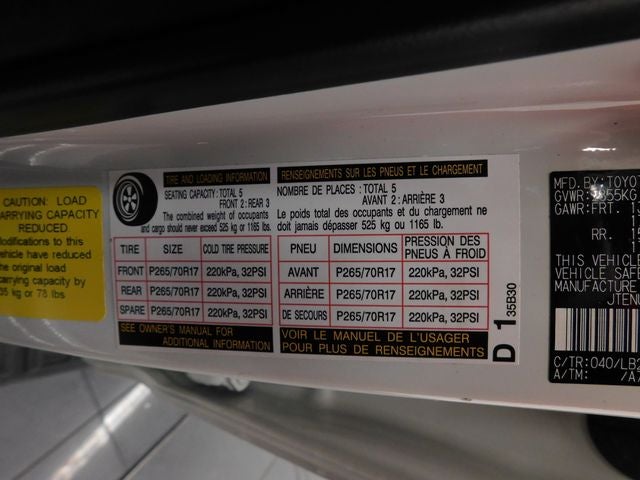 CAUTION: LOAD
CARRYING CAPACITY
REDUCED
Modifications to this
vehicle have reduced
the original load
carrying capacity by
35 kg or 78 lbs
TIRE AND LOADING INFORMATION
SEATING CAPACITY: TOTAL 5
FRONT 2: REAR 3
The combined weight of occupants
and cargo should never exceed 525 kg or 1165 lb.
TIRE SIZE COLD TIRE PRESSURE
FRONT P265/70R17 220kPa, 32PSI
REAR P265/70R17 220kPa, 32PSI
SPARE P265/70R17 220kPa, 32PSI
SEE OWNER'S MANUAL FOR
ADDITIONAL INFORMATION
RENSEIGNEMENTS SUR LES PNEUS ET LE CHARGEMENT
NOMBRE DE PLACES : TOTAL 5
AVANT 2: ARRIÈRE 3
Le poids total des occupants et du chargement ne
doit jamais dépasser 525 kg ou 1165 lb.
PNEU DIMENSIONS PRESSION DES
PNEUS À FROID
AVANT P265/70R17 220kPa, 32PSI
ARRIÈRE P265/70R17 220kPa, 32PSI
DE SECOURS P265/70R17 220kPa, 32PSI
VOIR LE MANUEL DE L'USAGER
POUR PLUS DE RENSEIGNEMENTS
D 1 35B30
MFD.BY:TOYOT
GAWR:FRT.
RR.
THIS VEHICLE
VEHICLE SAFE
MANUFACTURE
JTENU
C/TR:040/LB2
A/TM: